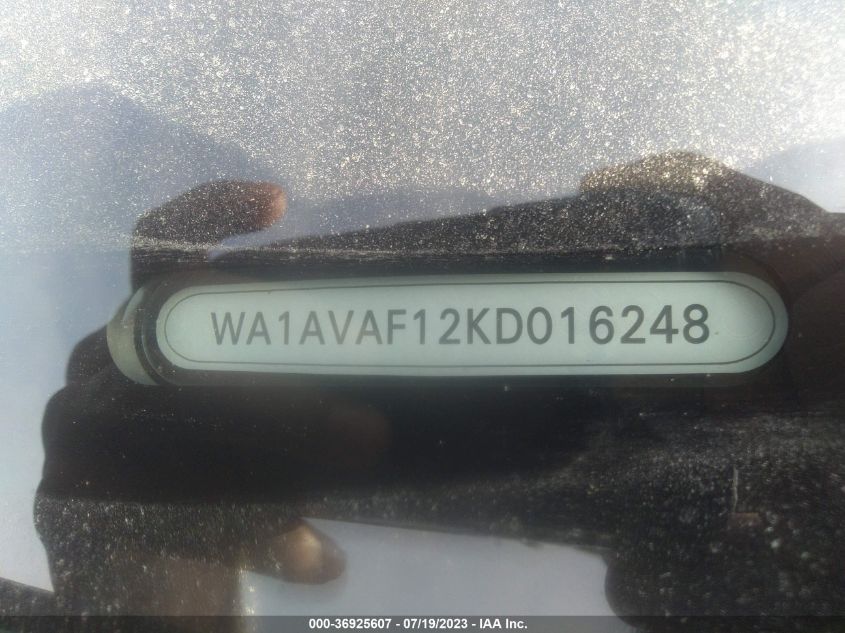 WA1AVAF12KD016248
000-36925607 - 07/19/2023 - IAA Inc.